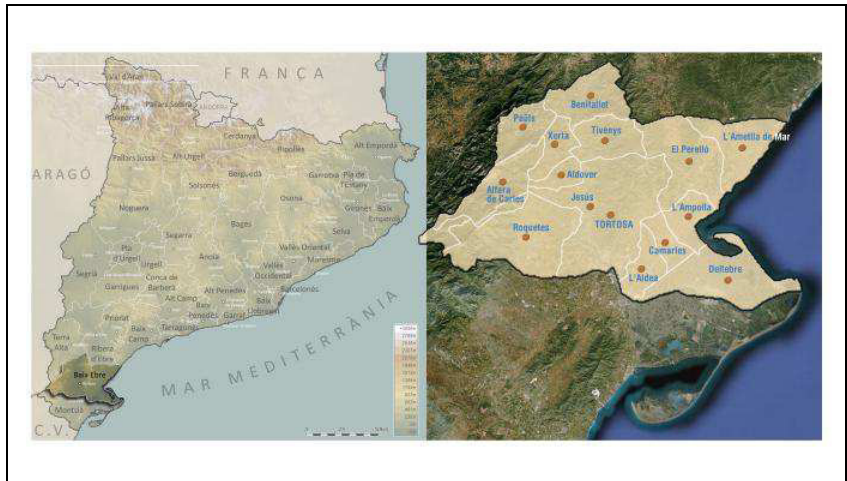 FRANÇA
Val d'Aran
Alta
Ribagorça
Pallars Sobirà
ANDORRA
Cerdanya
Ripollès
Alt Empordà
Pallars Jussà
Alt Urgell
Berguedà
Garrotxa
Pla de
l'Estany
ARAGÓ
Solsonès
Osona
Gironès
Baix
Empordà
Noguera
Bages
Selva
Segarra
Vallès Oriental
Maresme
Pla
d'Urgell
Urgell
Anoia
Vallès
Occidental
Segrià
Conca de
Barberà
Barcelonès
Garrigues
Alt Penedès
Baix
Llobregat
Alt Camp
Baix
Penedès
Garraf
Priorat
Tarragonès
Baix
Camp
Terra
Alta
Ribera
d'Ebre
Baix Ebre
Montsià
C.V.
MAR MEDITERRÀNIA
Benifallet
Paüls
Xerta
Tivenys
L'Ametlla de Mar
El Perelló
Aldover
Alfara
de Carles
Jesús
TORTOSA
L'Ampolla
Roquetes
Camarles
L'Aldea
Deltebre